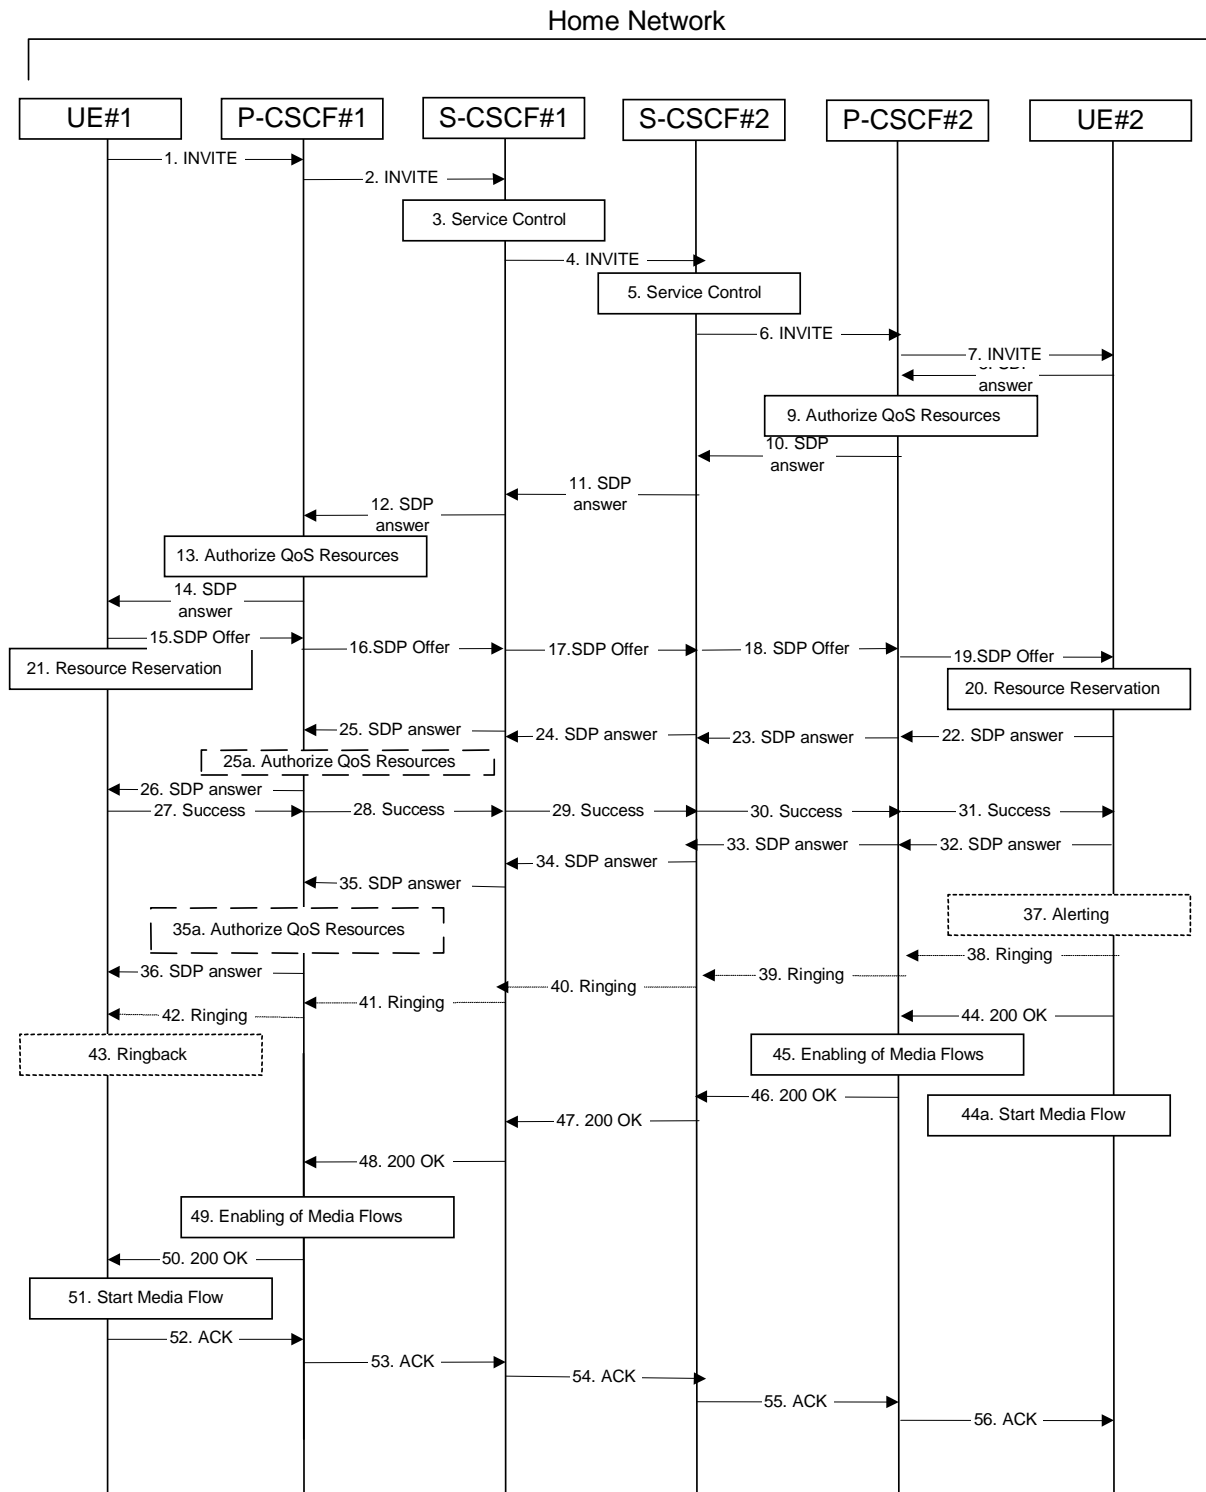 Home Network
UE#1
P-CSCF#1
S-CSCF#1
S-CSCF#2
P-CSCF#2
UE#2
1. INVITE
2. INVITE
3. Service Control
4. INVITE
5. Service Control
6. INVITE
7. INVITE
SDP
answer
9. Authorize QoS Resources
10. SDP
answer
11. SDP
answer
12. SDP
answer
13. Authorize QoS Resources
14. SDP
answer
15.SDP Offer
16.SDP Offer
17.SDP Offer
18. SDP Offer
19.SDP Offer
21. Resource Reservation
20. Resource Reservation
25. SDP answer
24. SDP answer
23. SDP answer
22. SDP answer
25a. Authorize QoS Resources
26. SDP answer
27. Success
28. Success
29. Success
30. Success
31. Success
33. SDP answer
32. SDP answer
34. SDP answer
35. SDP answer
35a. Authorize QoS Resources
37. Alerting
36. SDP answer
38. Ringing
39. Ringing
40. Ringing
41. Ringing
42. Ringing
44. 200 OK
43. Ringback
45. Enabling of Media Flows
46. 200 OK
44a. Start Media Flow
47. 200 OK
48. 200 OK
49. Enabling of Media Flows
50. 200 OK
51. Start Media Flow
52. ACK
53. ACK
54. ACK
55. ACK
56. ACK